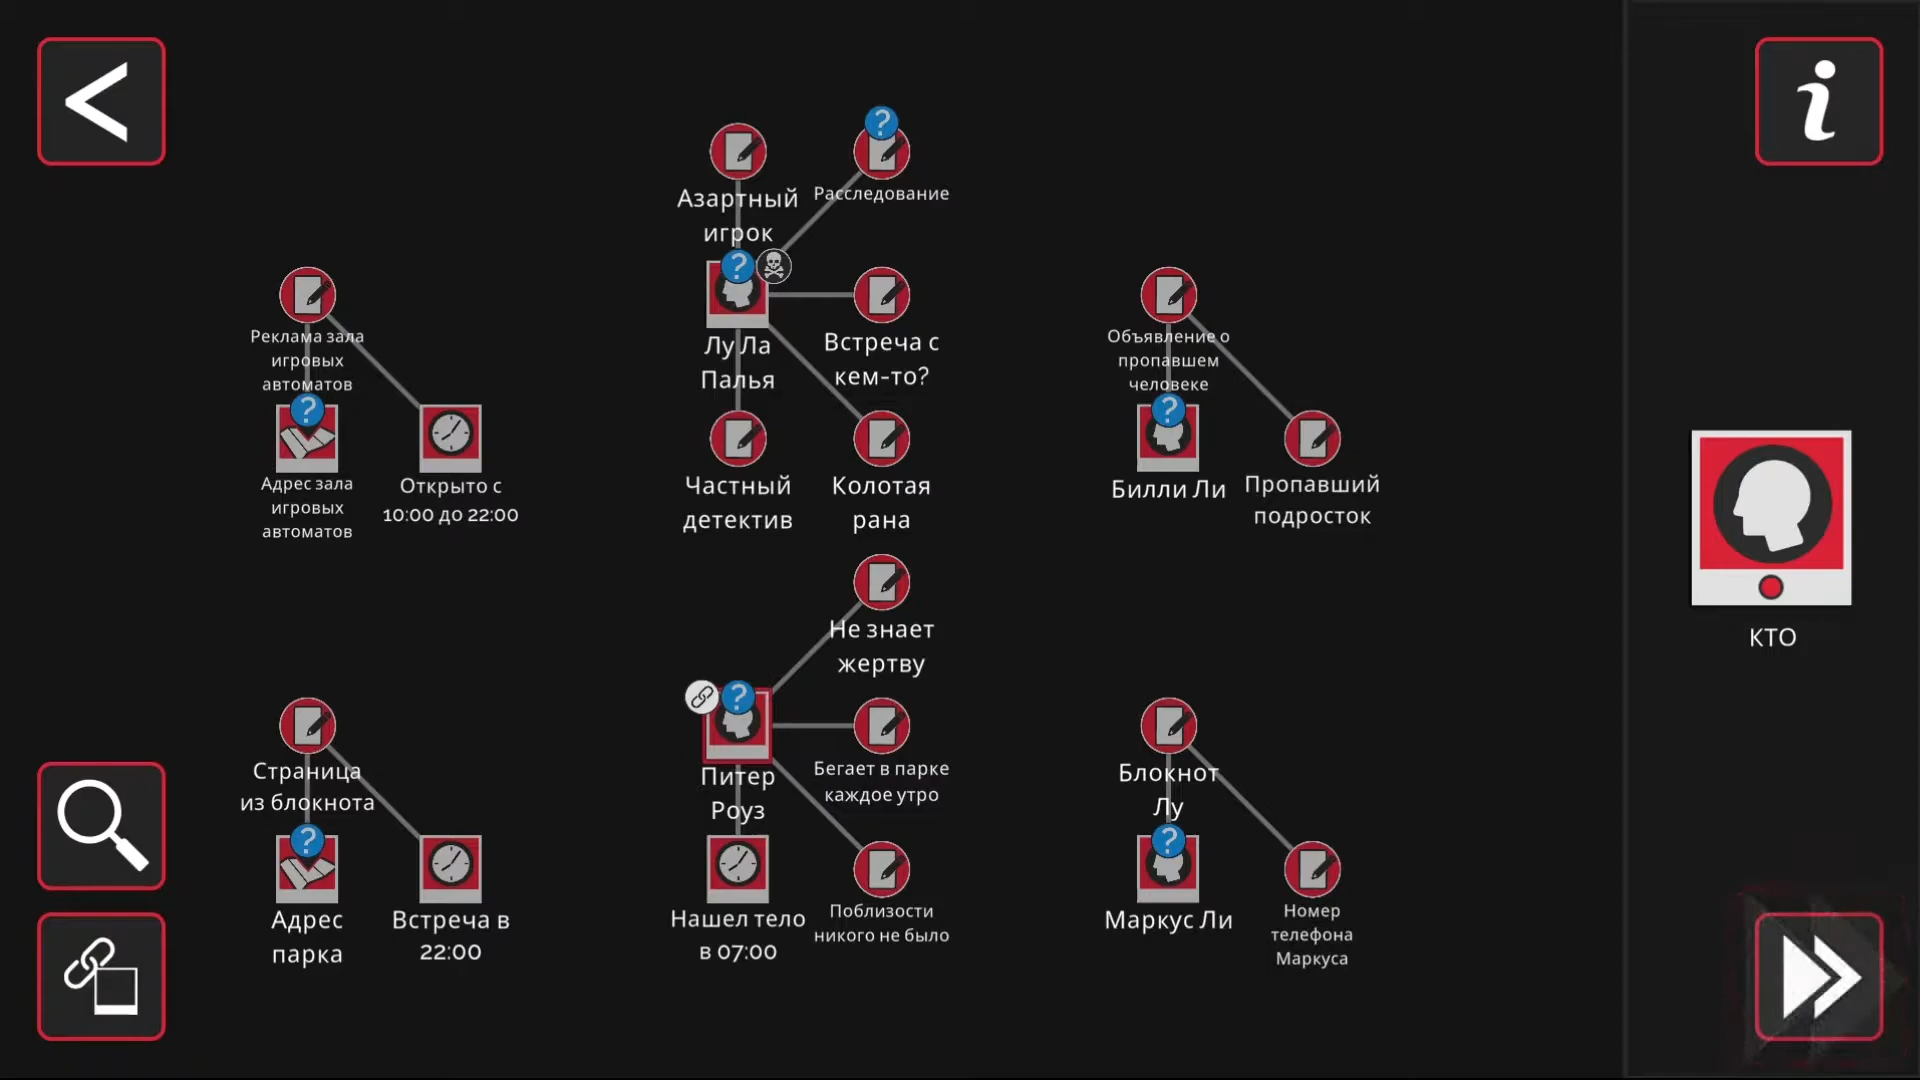 Азартный
игрок
Расследование
Реклама зала
игровых
автоматов
Лу Ла
Палья
Встреча с
кем-то?
Объявление о
пропавшем
человеке
Адрес зала
игровых
автоматов
Открыто с
10:00 до 22:00
Частный
детектив
Колотая
рана
Билли Ли
Пропавший
подросток
Не знает
жертву
КТО
Страница
из блокнота
Питер
Роуз
Бегает в парке
каждое утро
Блокнот
Лу
Адрес
парка
Встреча в
22:00
Нашел тело
в 07:00
Поблизости
никого не было
Маркус Ли
Номер
телефона
Маркуса